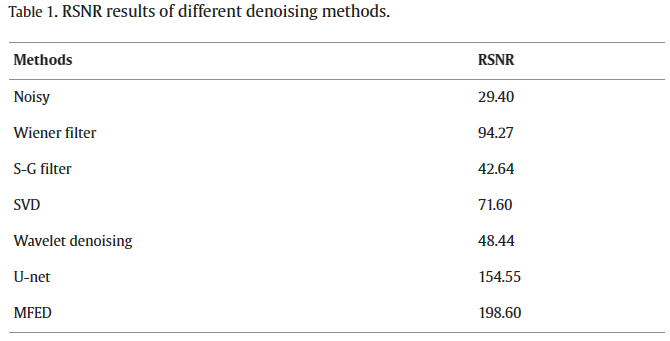 Table 1. RSNR results of different denoising methods.
Methods RSNR
Noisy 29.40
Wiener filter 94.27
S-G filter 42.64
SVD 71.60
Wavelet denoising 48.44
U-net 154.55
MFED 198.60